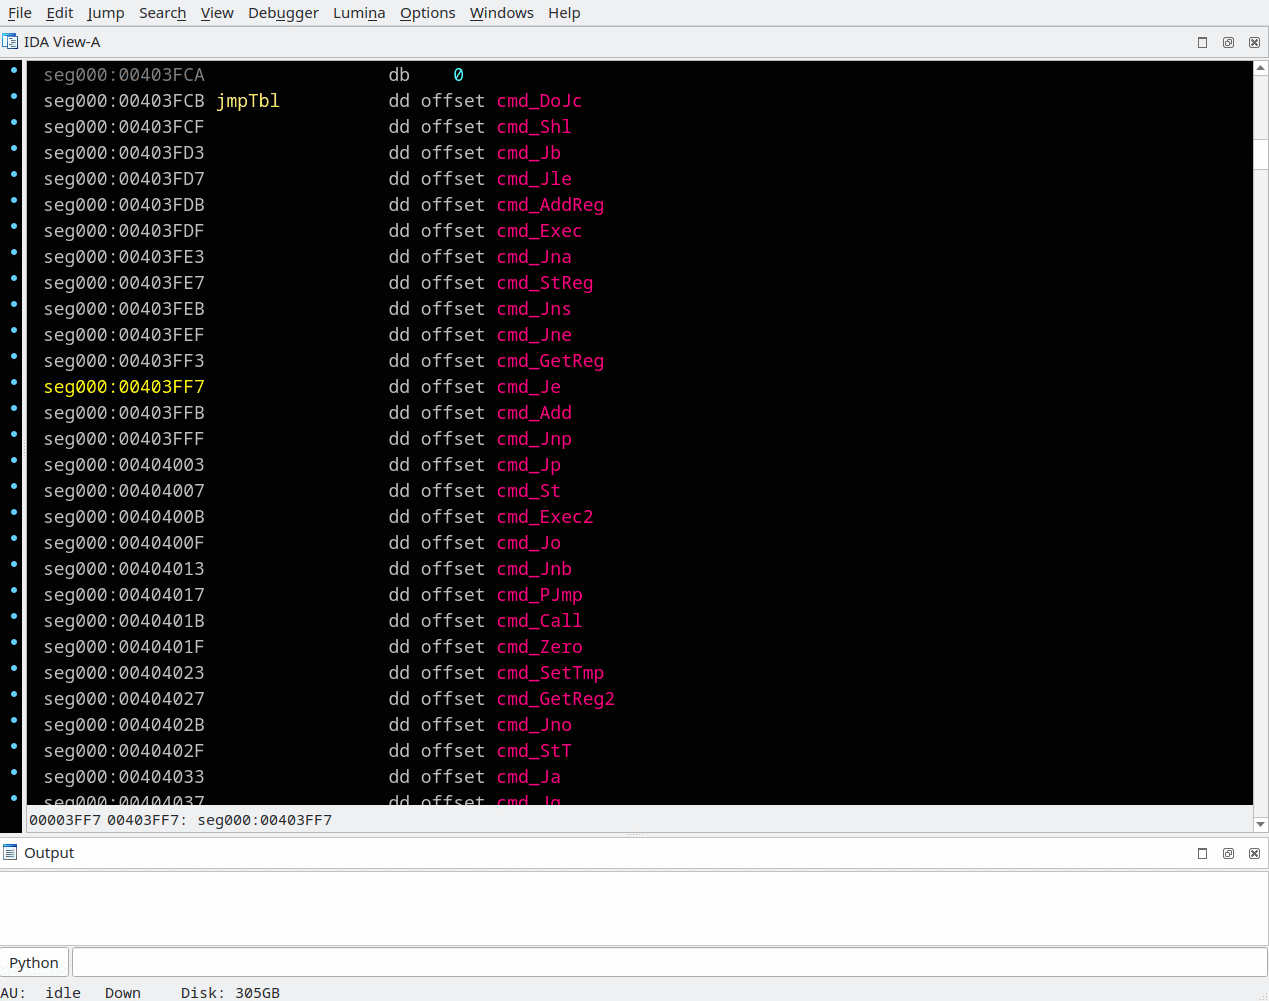 File Edit Jump Search View Debugger Lumina Options Windows Help
IDA View-A
seg000:00403FCA db 0
seg000:00403FCB jmpTbl dd offset cmd_DoJc
seg000:00403FCF dd offset cmd_Shl
seg000:00403FD3 dd offset cmd_Jb
seg000:00403FD7 dd offset cmd_Jle
seg000:00403FDB dd offset cmd_AddReg
seg000:00403FDF dd offset cmd_Exec
seg000:00403FE3 dd offset cmd_Jna
seg000:00403FE7 dd offset cmd_StReg
seg000:00403FEB dd offset cmd_Jns
seg000:00403FEF dd offset cmd_Jne
seg000:00403FF3 dd offset cmd_GetReg
seg000:00403FF7 dd offset cmd_Je
seg000:00403FFB dd offset cmd_Add
seg000:00403FFF dd offset cmd_Jnp
seg000:00404003 dd offset cmd_Jp
seg000:00404007 dd offset cmd_St
seg000:0040400B dd offset cmd_Exec2
seg000:0040400F dd offset cmd_Jo
seg000:00404013 dd offset cmd_Jnb
seg000:00404017 dd offset cmd_PJmp
seg000:0040401B dd offset cmd_Call
seg000:0040401F dd offset cmd_Zero
seg000:00404023 dd offset cmd_SetTmp
seg000:00404027 dd offset cmd_GetReg2
seg000:0040402B dd offset cmd_Jno
seg000:0040402F dd offset cmd_StT
seg000:00404033 dd offset cmd_Ja
seg000:00404037 dd offset
00003FF7 00403FF7: seg000:00403FF7
Output
Python
AU: idle Down Disk: 305GB